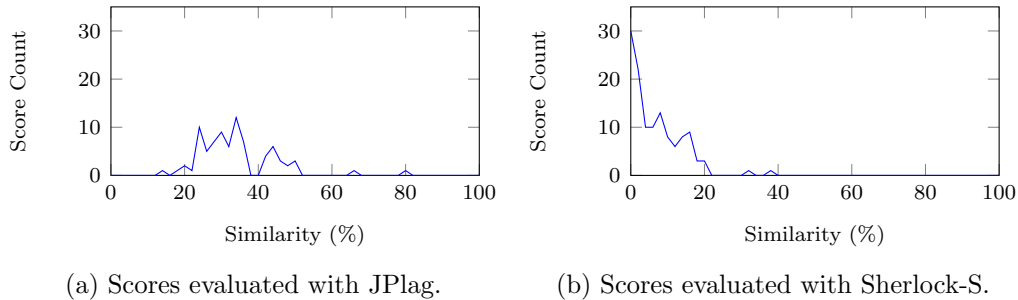 Score Count
30
20
10
0
0 20 40 60 80 100
Similarity (%)
(a) Scores evaluated with JPlag.
Score Count
30
20
10
0
0 20 40 60 80 100
Similarity (%)
(b) Scores evaluated with Sherlock-S.